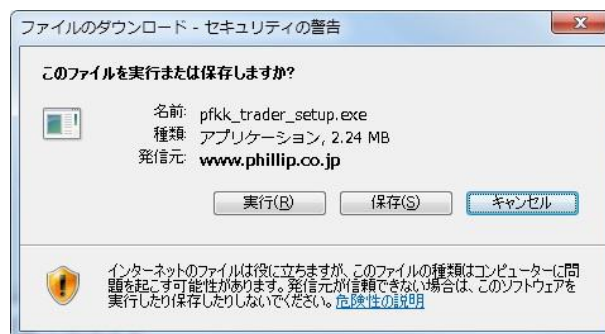 ファイルのダウンロード - セキュリティの警告
このファイルを実行または保存しますか?
名前: pfkk_trader_setup.exe
種類: アプリケーション, 2.24 MB
発信元: www.phillip.co.jp
実行(R) 保存(S) キャンセル
インターネットのファイルは役に立ちますが、このファイルの種類はコンピューターに問
題を起こす可能性があります。発信元が信頼できない場合は、このソフトウェアを
実行したり保存したりしないでください。危険性の説明